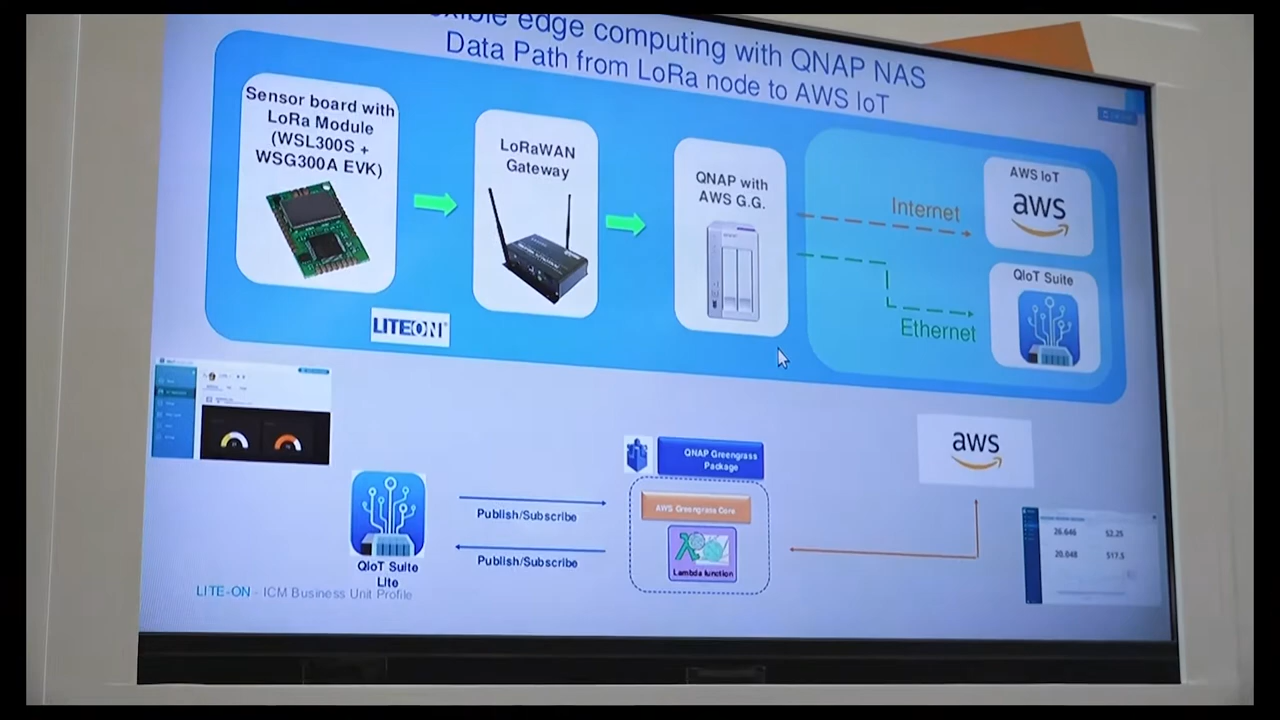 xible edge computing with QNAP NAS
Data Path from LoRa node to AWS IoT
Sensor board with
LoRa Module
(WSL300S +
WSG300A EVK)
LoRaWAN
Gateway
QNAP with
AWS G.G.
Internet
AWS IoT
aws
QIoT Suite
Ethernet
LITEON
QNAP Greengrass
Package
aws
AWS Greengrass Core
Publish/Subscribe
Lambda function
Publish/Subscribe
QIoT Suite
Lite
26.646
52.25
20.048
517.5
LITE-ON - ICM Business Unit Profile